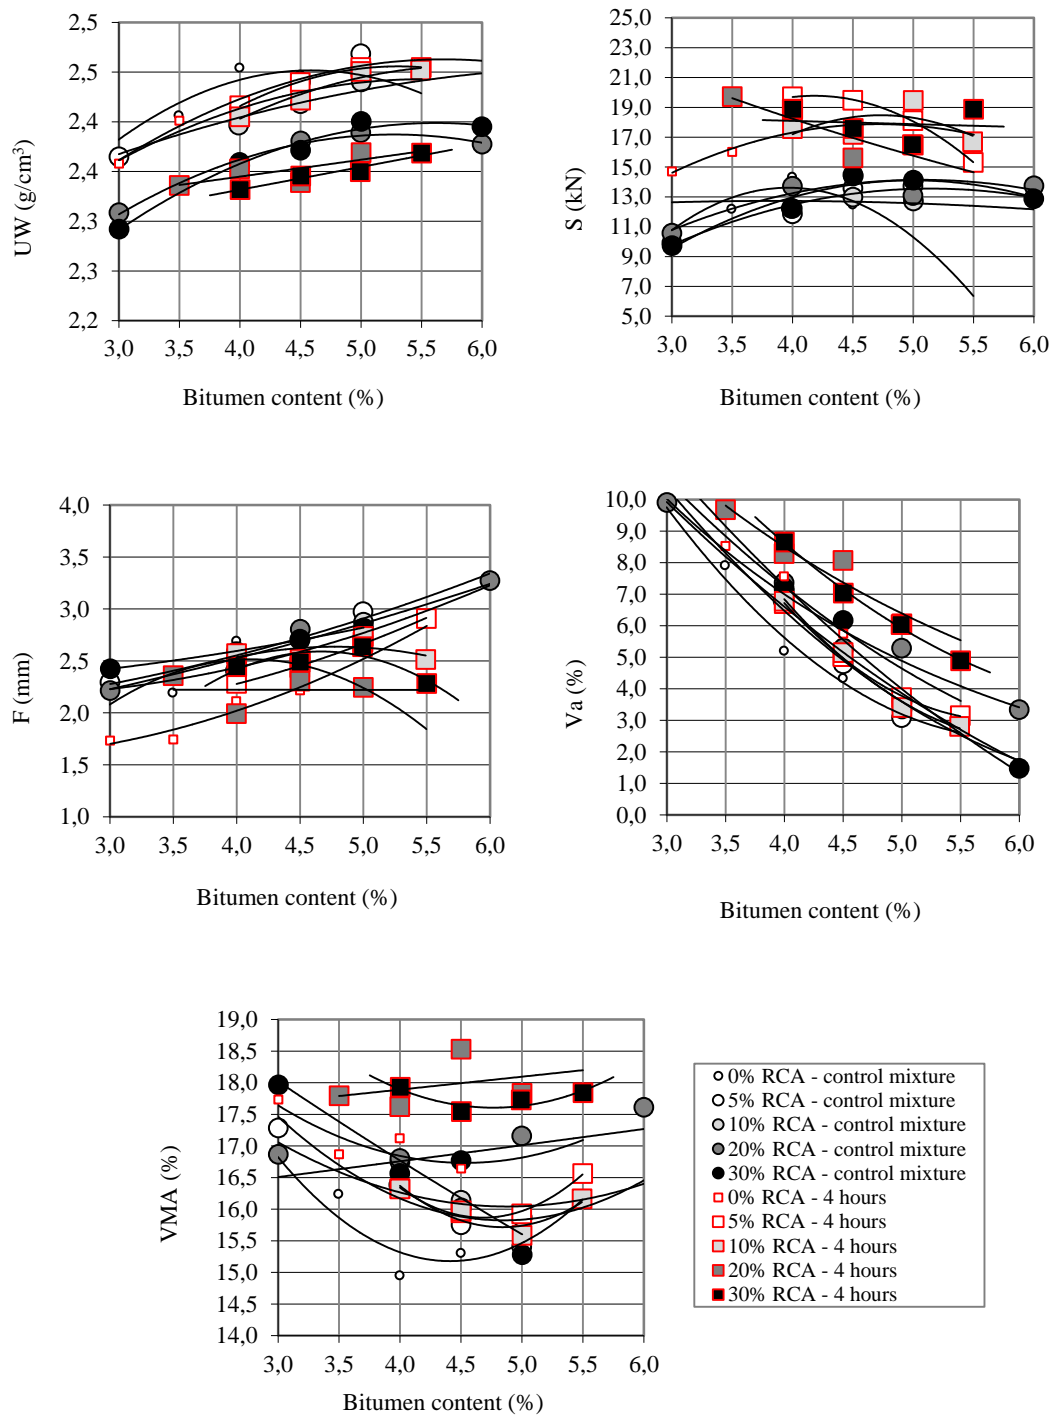 2,5
2,5
2,4
2,4
2,3
2,3
2,2
UW (g/cm³)
3,0 3,5 4,0 4,5 5,0 5,5 6,0
Bitumen content (%)
25,0
23,0
21,0
19,0
17,0
15,0
13,0
11,0
9,0
7,0
5,0
S (kN)
3,0 3,5 4,0 4,5 5,0 5,5 6,0
Bitumen content (%)
4,0
3,5
3,0
2,5
2,0
1,5
1,0
F (mm)
3,0 3,5 4,0 4,5 5,0 5,5 6,0
Bitumen content (%)
10,0
9,0
8,0
7,0
6,0
5,0
4,0
3,0
2,0
1,0
0,0
Va (%)
3,0 3,5 4,0 4,5 5,0 5,5 6,0
Bitumen content (%)
19,0
18,5
18,0
17,5
17,0
16,5
16,0
15,5
15,0
14,5
14,0
VMA (%)
3,0 3,5 4,0 4,5 5,0 5,5 6,0
Bitumen content (%)
0% RCA - control mixture
5% RCA - control mixture
10% RCA - control mixture
20% RCA - control mixture
30% RCA - control mixture
0% RCA - 4 hours
5% RCA - 4 hours
10% RCA - 4 hours
20% RCA - 4 hours
30% RCA - 4 hours